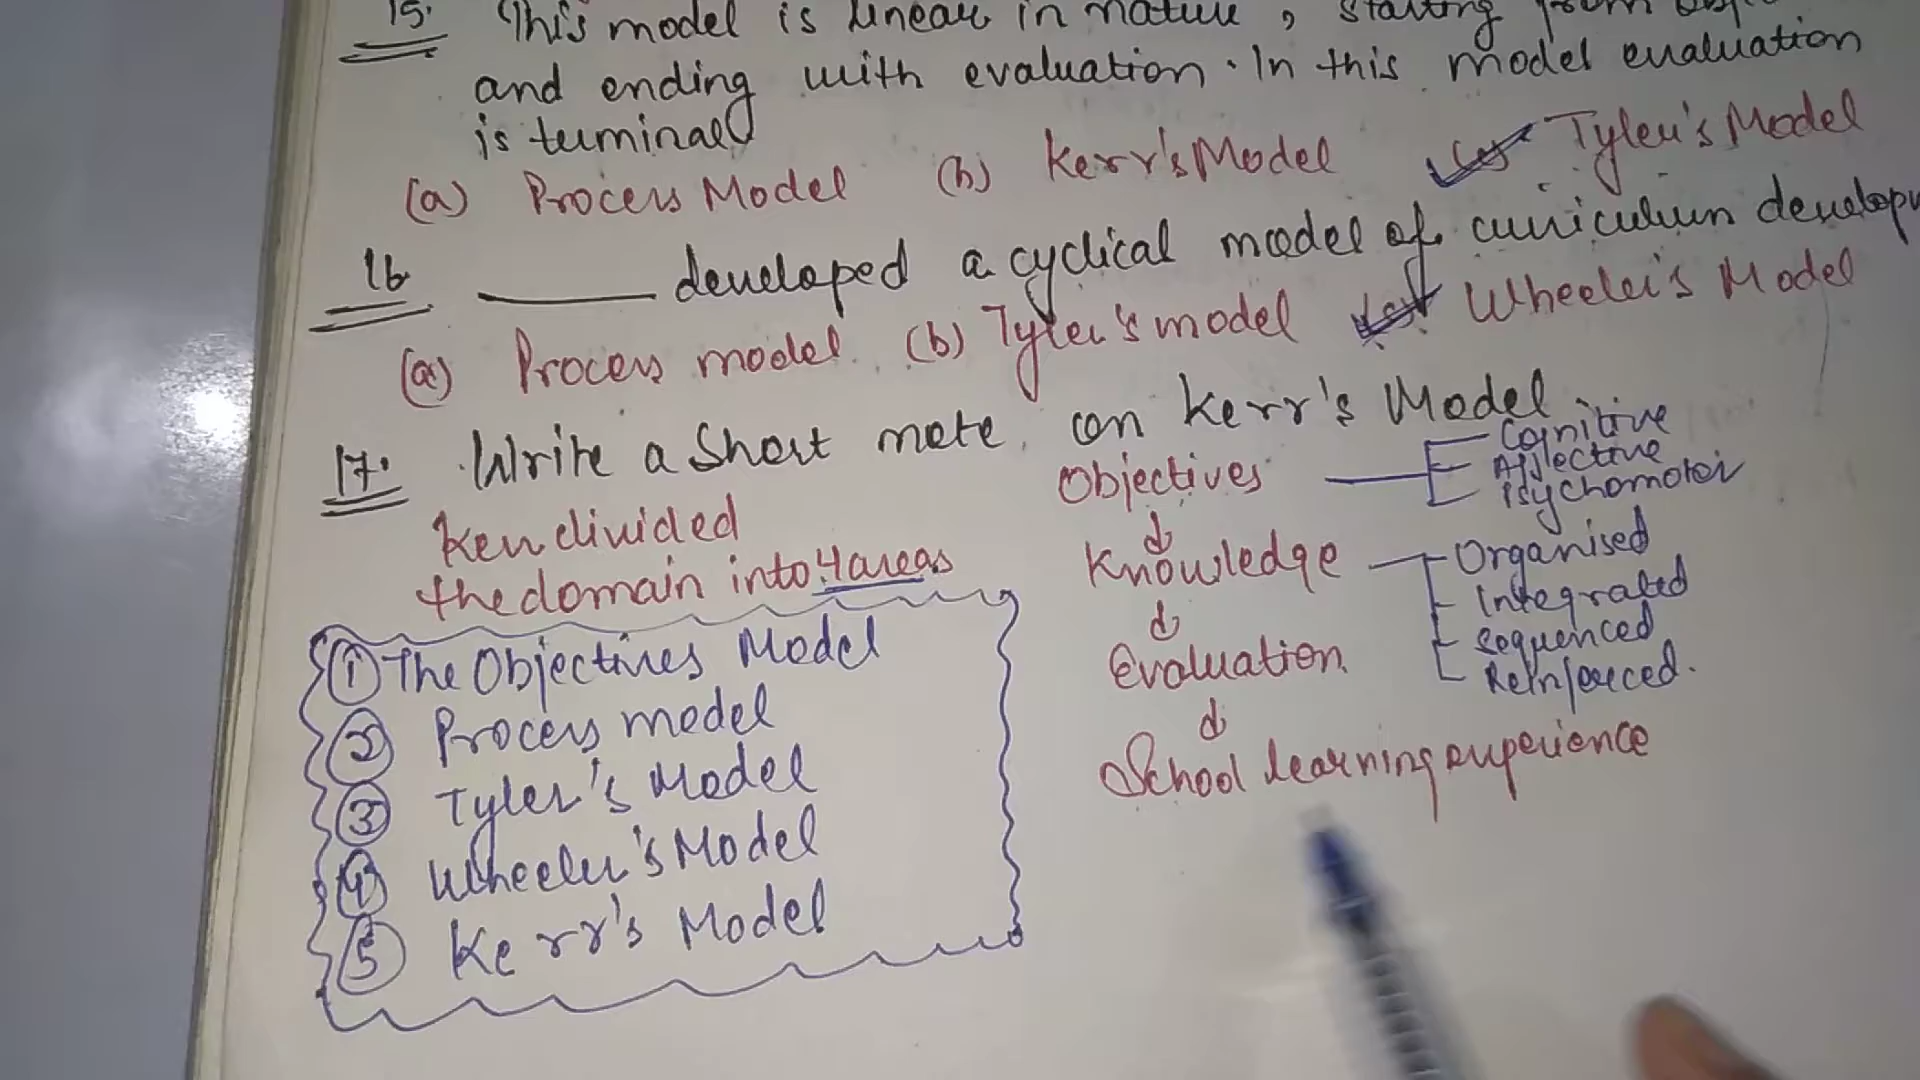 15. This model is linear in nature, starting from
and ending with evaluation. In this model evaluation
is terminal
(a) Process Model (b) Kerr's Model (c) Tyler's Model
16 ______ developed a cyclical model of curriculum develop
(a) Process model (b) Tyler's model (c) Wheeler's Model
17. Write a Short note on Kerr's Model.
Kerr divided
the domain into 4 areas
① The Objectives Model
② Process model
③ Tyler's Model
④ Wheeler's Model
⑤ Kerr's Model
Objectives
Cognitive
Affective
Psychomotor
↓
Knowledge
Organised
Integrated
Sequenced
Reinforced.
↓
Evaluation
↓
School learning experience